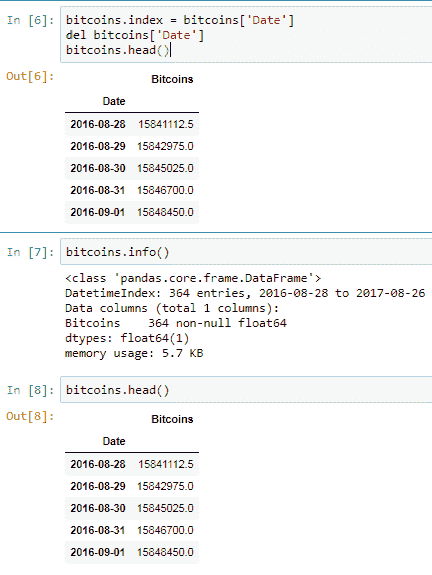 In [6]: bitcoins.index = bitcoins['Date']
del bitcoins['Date']
bitcoins.head()
Out[6]:
Bitcoins
Date
2016-08-28 15841112.5
2016-08-29 15842975.0
2016-08-30 15845025.0
2016-08-31 15846700.0
2016-09-01 15848450.0
In [7]: bitcoins.info()
<class 'pandas.core.frame.DataFrame'>
DatetimeIndex: 364 entries, 2016-08-28 to 2017-08-26
Data columns (total 1 columns):
Bitcoins    364 non-null float64
dtypes: float64(1)
memory usage: 5.7 KB
In [8]: bitcoins.head()
Out[8]:
Bitcoins
Date
2016-08-28 15841112.5
2016-08-29 15842975.0
2016-08-30 15845025.0
2016-08-31 15846700.0
2016-09-01 15848450.0